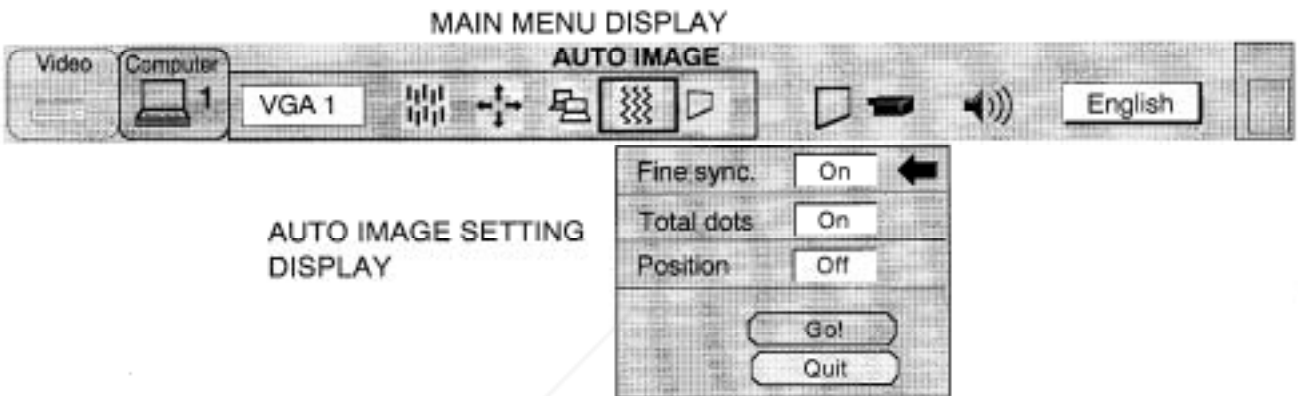 MAIN MENU DISPLAY
AUTO IMAGE
Video
Computer
1
VGA 1
English
Fine sync.
On
Total dots
On
Position
Off
Go!
Quit
AUTO IMAGE SETTING
DISPLAY